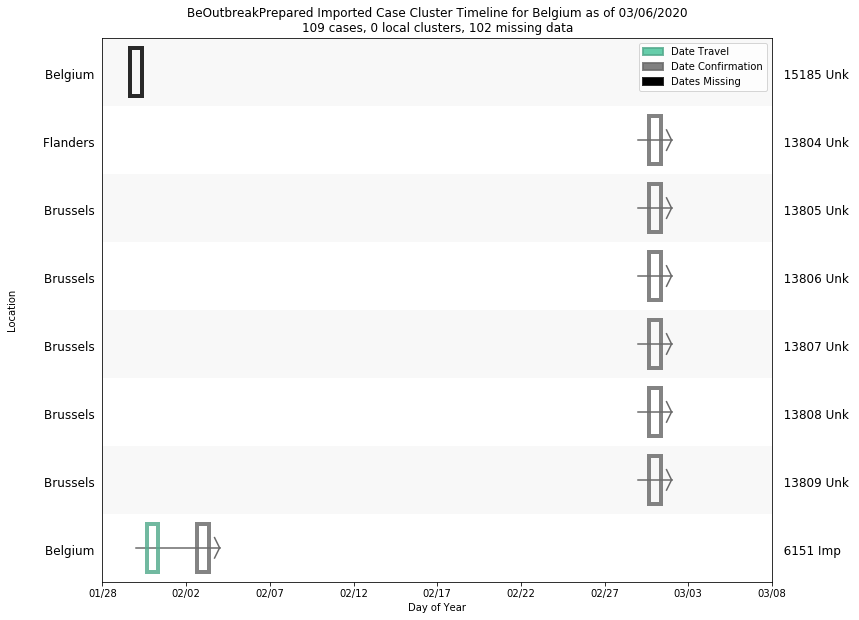 BeOutbreakPrepared Imported Case Cluster Timeline for Belgium as of 03/06/2020
109 cases, 0 local clusters, 102 missing data
Date Travel
Date Confirmation
Dates Missing
Belgium 15185 Unk
Flanders 13804 Unk
Brussels 13805 Unk
Brussels 13806 Unk
Brussels 13807 Unk
Brussels 13808 Unk
Brussels 13809 Unk
Belgium 6151 Imp
Location
01/28 02/02 02/07 02/12 02/17 02/22 02/27 03/03 03/08
Day of Year